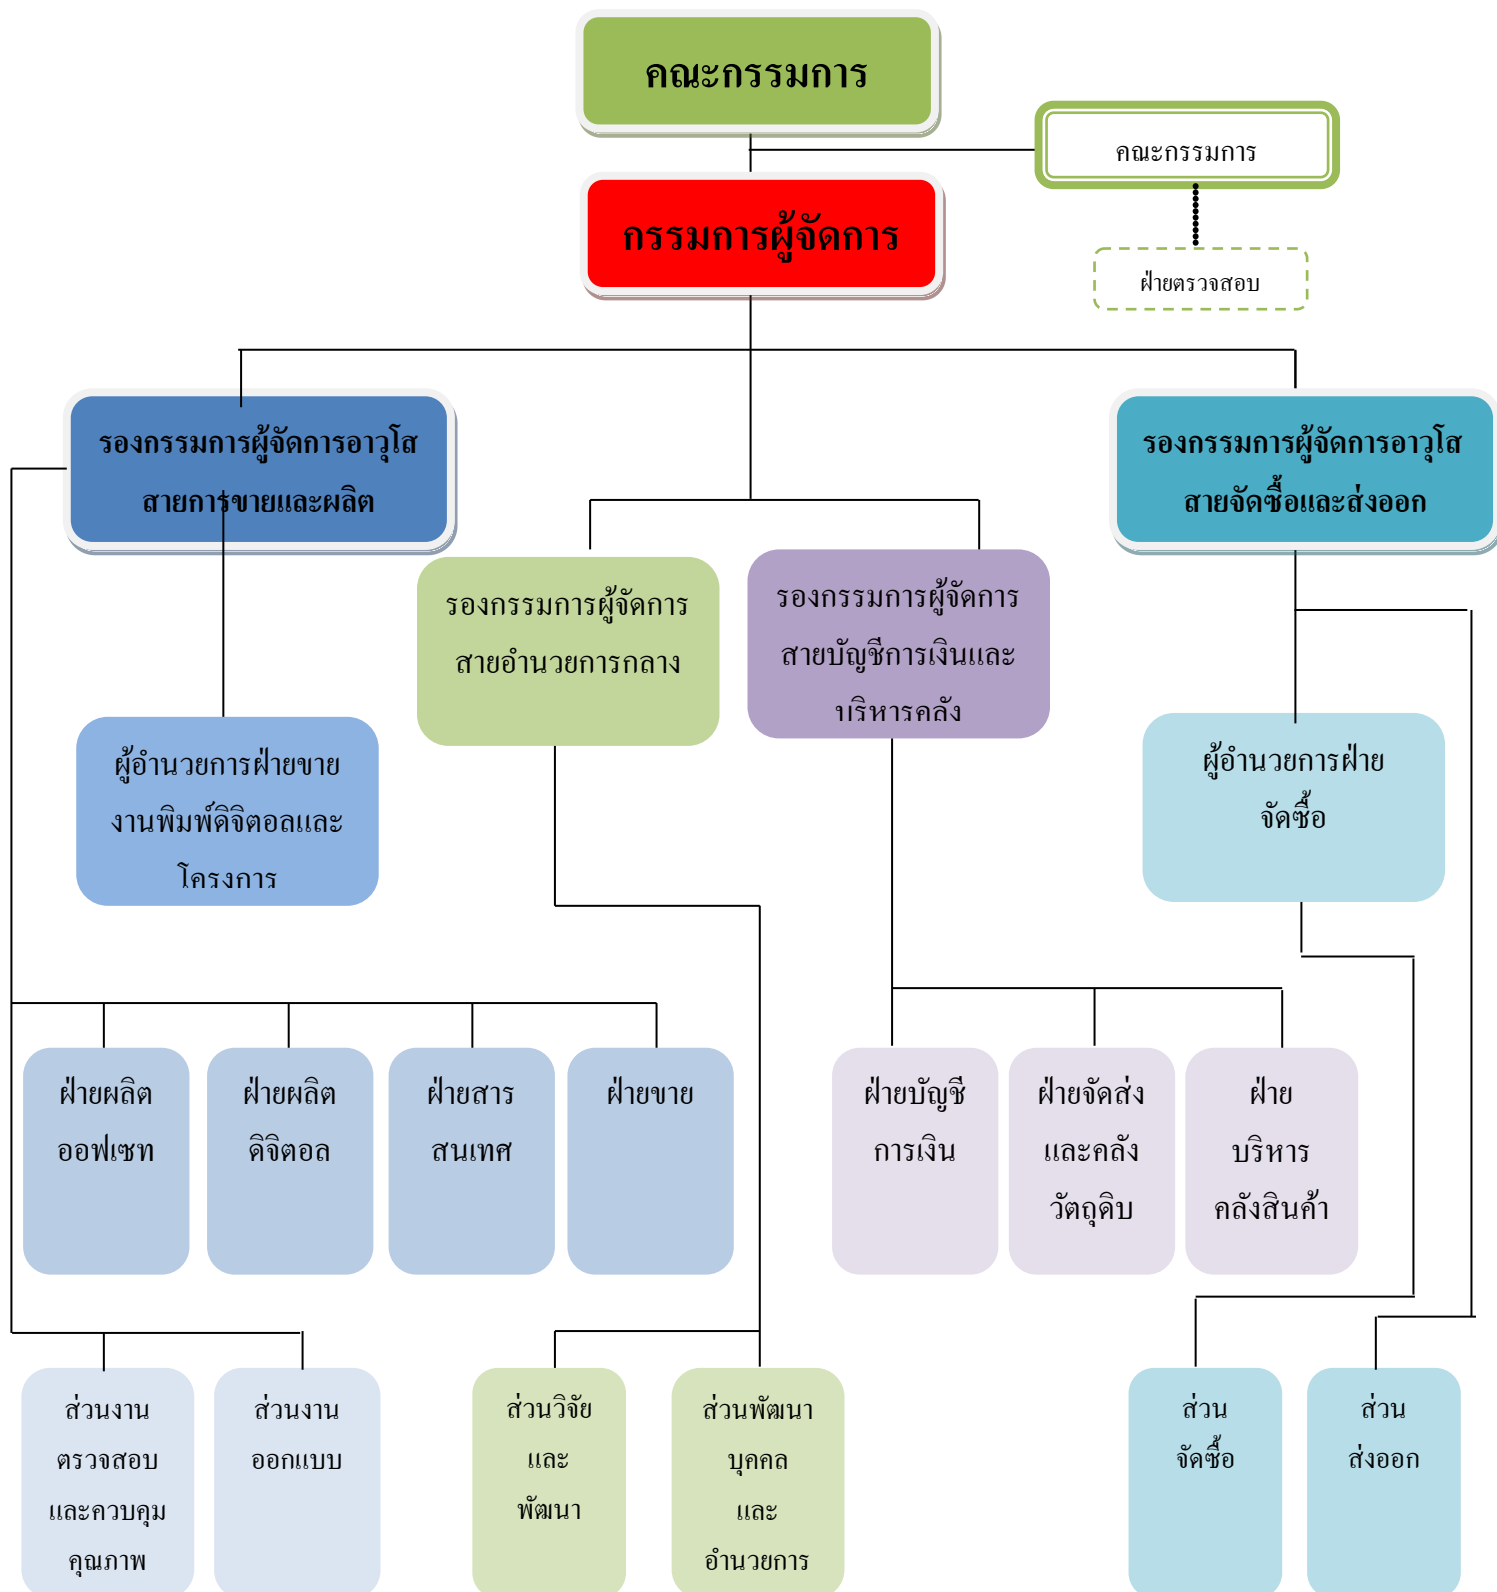 คณะกรรมการ
คณะกรรมการ
กรรมการผู้จัดการ
ฝ่ายตรวจสอบ
รองกรรมการผู้จัดการอาวุโส
สายการขายและผลิต
รองกรรมการผู้จัดการอาวุโส
สายจัดซื้อและส่งออก
รองกรรมการผู้จัดการ
สายอำนวยการกลาง
รองกรรมการผู้จัดการ
สายบัญชีการเงินและ
บริหารคลัง
ผู้อำนวยการฝ่ายขาย
งานพิมพ์ดิจิตอลและ
โครงการ
ผู้อำนวยการฝ่าย
จัดซื้อ
ฝ่ายผลิต
ออฟเซท
ฝ่ายผลิต
ดิจิตอล
ฝ่ายสาร
สนเทศ
ฝ่ายขาย
ฝ่ายบัญชี
การเงิน
ฝ่ายจัดส่ง
และคลัง
วัตถุดิบ
ฝ่าย
บริหาร
คลังสินค้า
ส่วนงาน
ตรวจสอบ
และควบคุม
คุณภาพ
ส่วนงาน
ออกแบบ
ส่วนวิจัย
และ
พัฒนา
ส่วนพัฒนา
บุคคล
และ
อำนวยการ
ส่วน
จัดซื้อ
ส่วน
ส่งออก